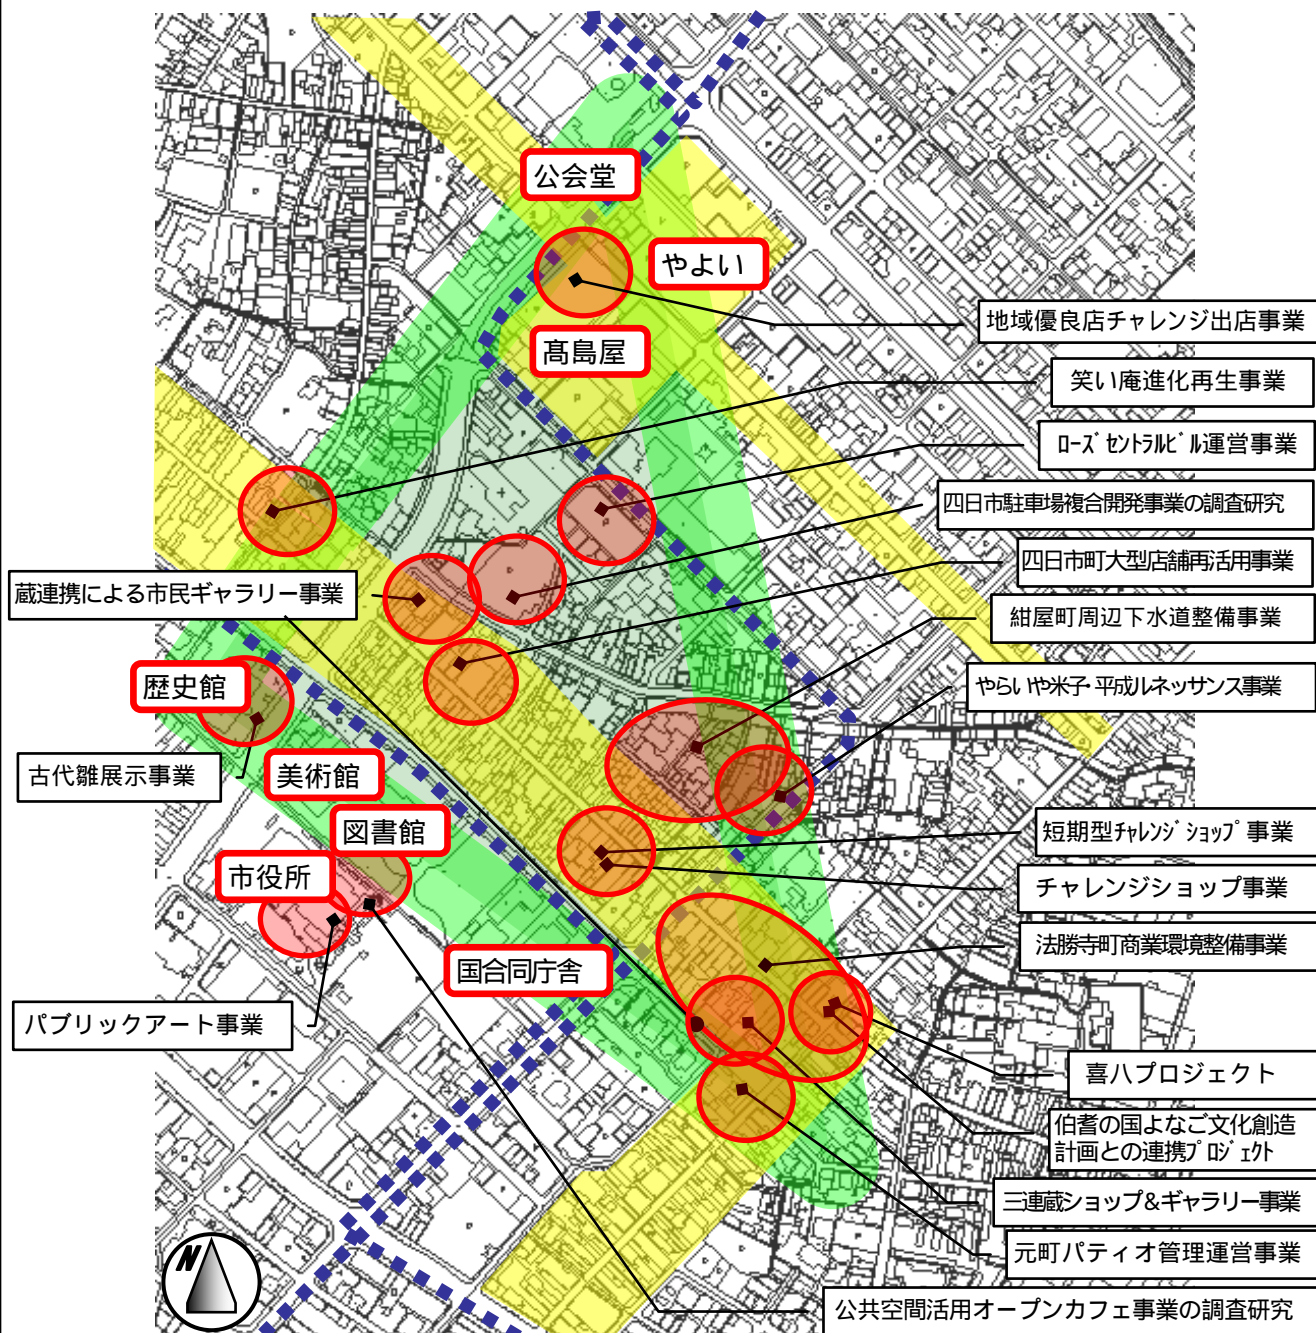 公会堂
やよい
髙島屋
地域優良店チャレンジ出店事業
笑い庵進化再生事業
ローズセントラルビル運営事業
四日市駐車場複合開発事業の調査研究
四日市町大型店舗再活用事業
蔵連携による市民ギャラリー事業
紺屋町周辺下水道整備事業
歴史館
やらいや米子・平成ルネッサンス事業
古代雛展示事業
美術館
図書館
短期型チャレンジショップ事業
市役所
チャレンジショップ事業
法勝寺町商業環境整備事業
国合同庁舎
パブリックアート事業
喜八プロジェクト
伯耆の国よなご文化創造
計画との連携プロジェクト
三連蔵ショップ&ギャラリー事業
元町パティオ管理運営事業
N
公共空間活用オープンカフェ事業の調査研究